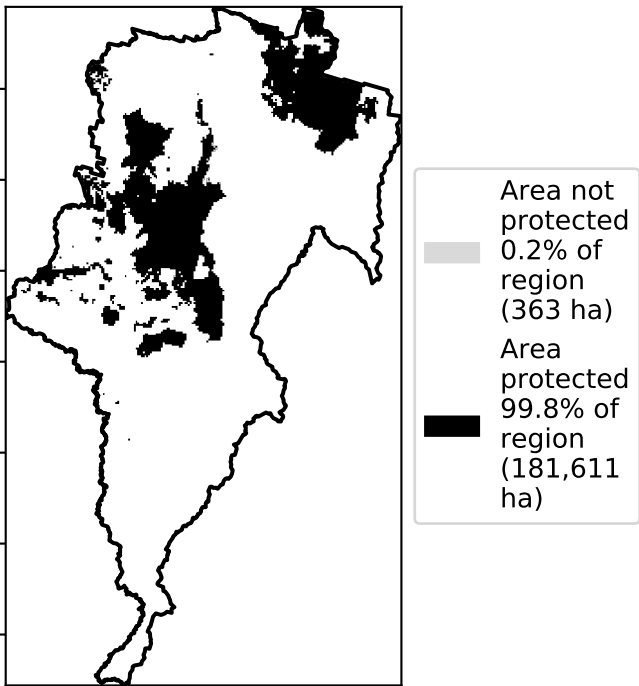 Area not
protected
0.2% of
region
(363 ha)
Area
protected
99.8% of
region
(181,611
ha)